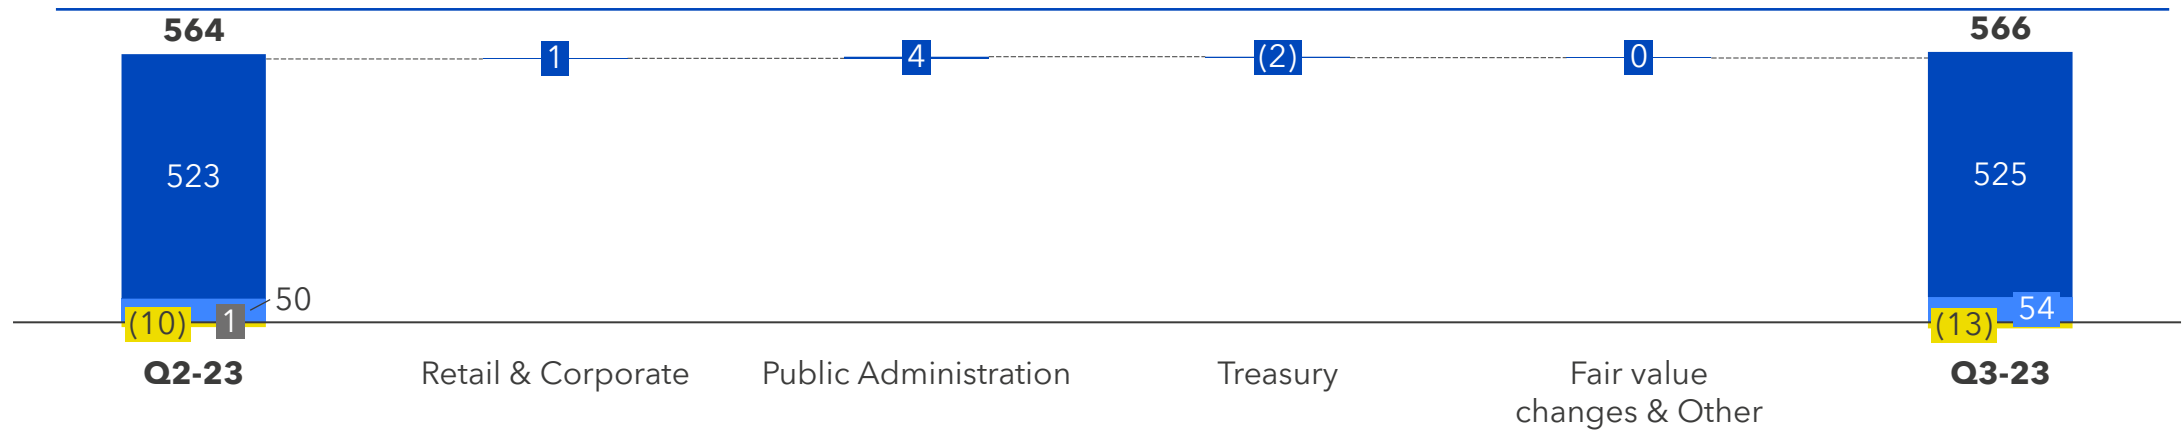 564
566
1
4
(2)
0
523
525
50
(10)
1
54
(13)
Q2-23
Retail & Corporate
Public Administration
Treasury
Fair value
changes & Other
Q3-23